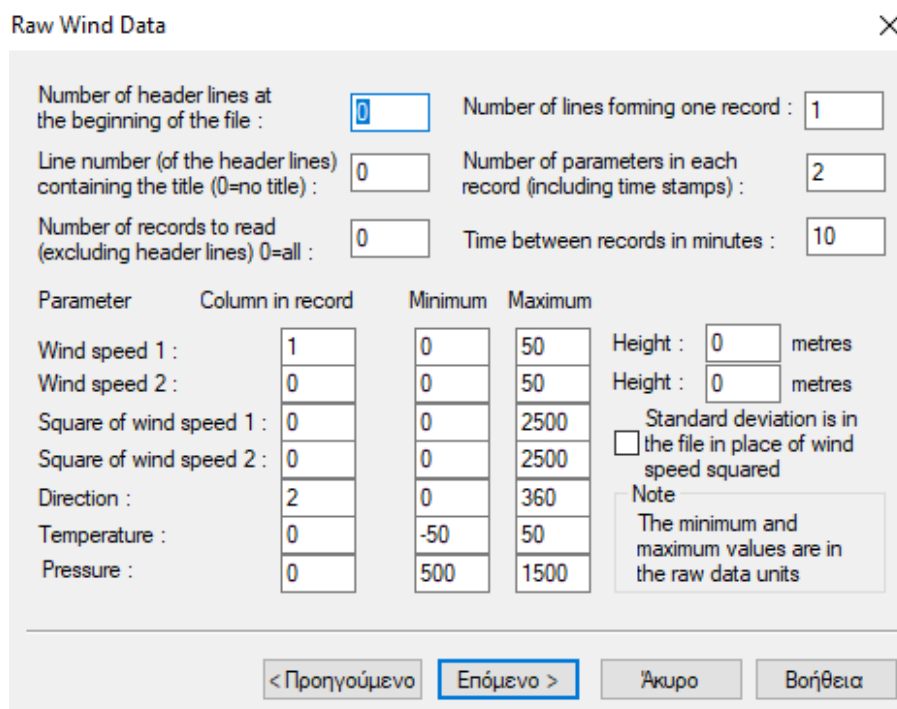 Raw Wind Data
Number of header lines at
the beginning of the file :
0
Number of lines forming one record :
1
Line number (of the header lines)
containing the title (0=no title) :
0
Number of parameters in each
record (including time stamps) :
2
Number of records to read
(excluding header lines) 0=all :
0
Time between records in minutes :
10
Parameter Column in record Minimum Maximum
Wind speed 1 : 1 0 50 Height : 0 metres
Wind speed 2 : 0 0 50 Height : 0 metres
Square of wind speed 1 : 0 0 2500
Square of wind speed 2 : 0 0 2500
Standard deviation is in
the file in place of wind
speed squared
Direction : 2 0 360
Temperature : 0 -50 50
Pressure : 0 500 1500
Note
The minimum and
maximum values are in
the raw data units
< Προηγούμενο Επόμενο > Άκυρο Βοήθεια